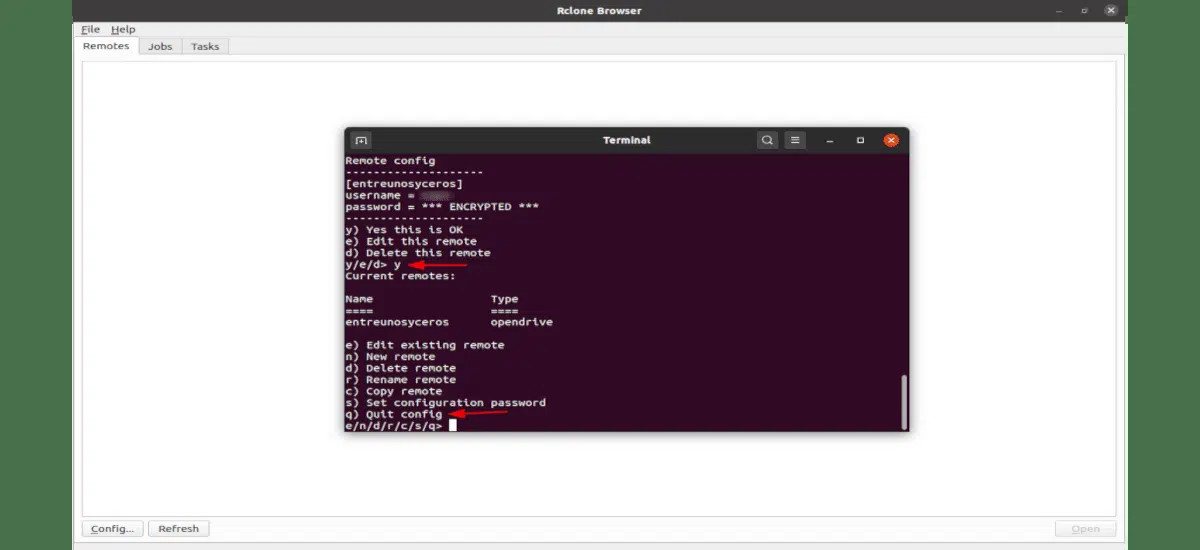 Rclone Browser
File Help
Remotes Jobs Tasks
Terminal
Remote config
--------------------
[entreunosyceros]
username =
password = *** ENCRYPTED ***
--------------------
y) Yes this is OK
e) Edit this remote
d) Delete this remote
y/e/d> y
Current remotes:
Name Type
==== ====
entreunosyceros opendrive
e) Edit existing remote
n) New remote
d) Delete remote
r) Rename remote
c) Copy remote
s) Set configuration password
q) Quit config
e/n/d/r/c/s/q>
Config... Refresh Open